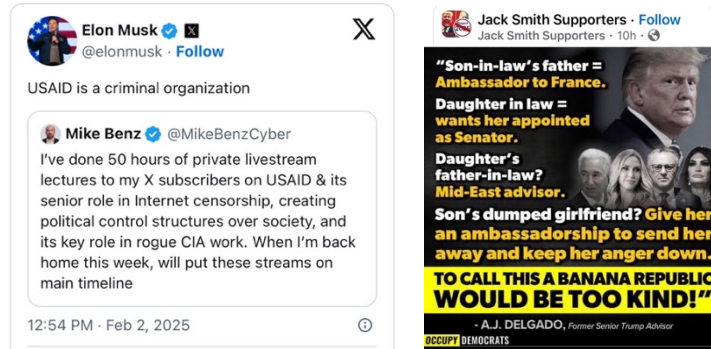 Elon Musk
@elonmusk · Follow
X
USAID is a criminal organization
Mike Benz @MikeBenzCyber
I've done 50 hours of private livestream
lectures to my X subscribers on USAID & its
senior role in Internet censorship, creating
political control structures over society, and
its key role in rogue CIA work. When I'm back
home this week, will put these streams on
main timeline
12:54 PM · Feb 2, 2025
Jack Smith Supporters · Follow
Jack Smith Supporters · 10h ·
"Son-in-law's father =
Ambassador to France.
Daughter in law =
wants her appointed
as Senator.
Daughter's
father-in-law?
Mid-East advisor.
Son's dumped girlfriend? Give her
an ambassadorship to send her
away and keep her anger down.
TO CALL THIS A BANANA REPUBLIC
WOULD BE TOO KIND!"
- A.J. DELGADO, Former Senior Trump Advisor
OCCUPY DEMOCRATS